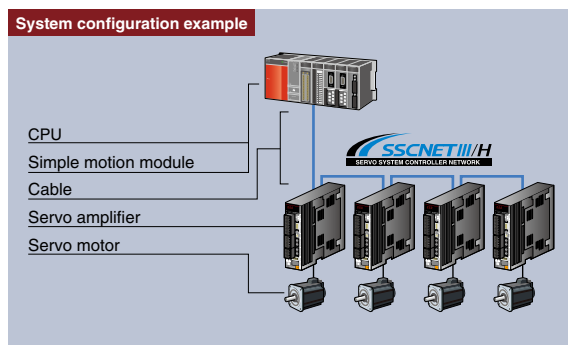 System configuration example
CPU
Simple motion module
Cable
Servo amplifier
Servo motor
SSCNETIII/H
SERVO SYSTEM CONTROLLER NETWORK